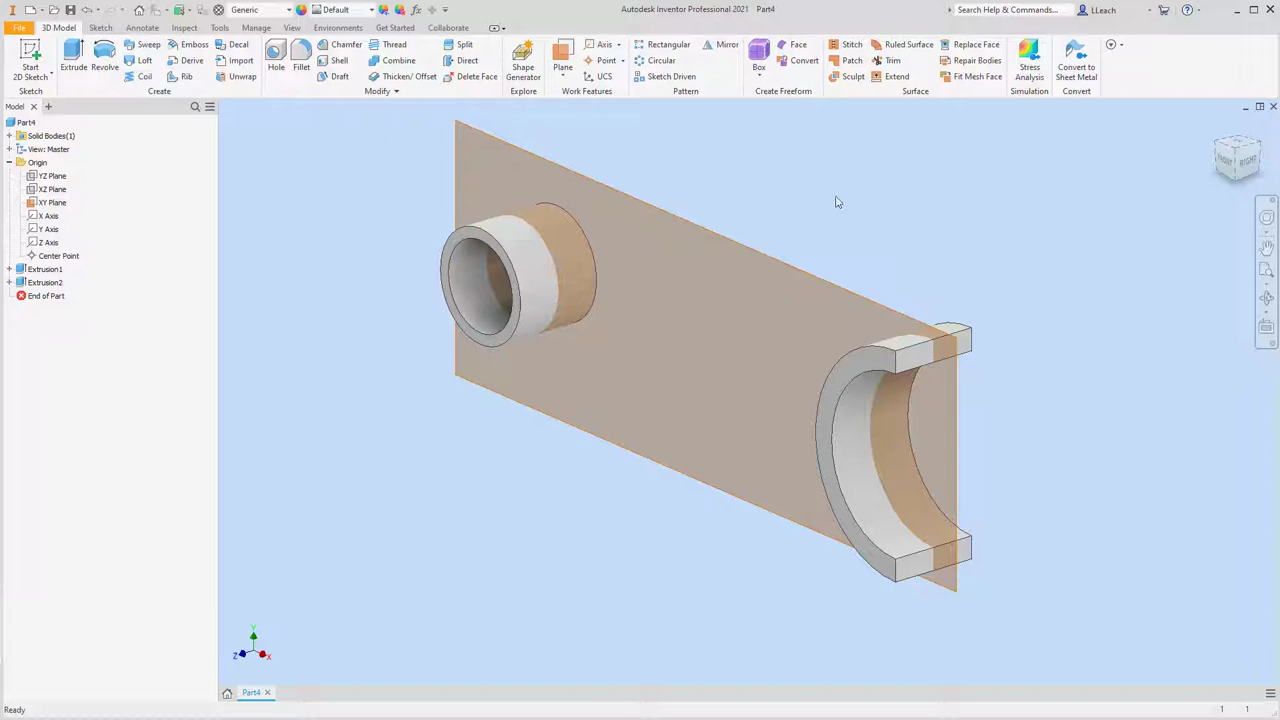 Generic Default Autodesk Inventor Professional 2021 Part4 Search Help & Commands... LLeach
File 3D Model Sketch Annotate Inspect Tools Manage View Environments Get Started Collaborate
Start 2D Sketch Extrude Revolve Sweep Emboss Decal Loft Derive Import Coil Rib Unwrap
Hole Fillet Chamfer Thread Split Shell Combine Direct Draft Thicken/ Offset Delete Face
Shape Generator Plane Axis Point UCS Rectangular Mirror Circular Sketch Driven
Box Face Convert Stitch Ruled Surface Replace Face Patch Trim Repair Bodies Sculpt Extend Fit Mesh Face
Stress Analysis Convert to Sheet Metal
Sketch Create Modify Explore Work Features Pattern Create Freeform Surface Simulation Convert
Model
Part4
Solid Bodies(1)
View: Master
Origin
YZ Plane
XZ Plane
XY Plane
X Axis
Y Axis
Z Axis
Center Point
Extrusion1
Extrusion2
End of Part
FRONT RIGHT
Y
Z X
Part4
Ready 1 1